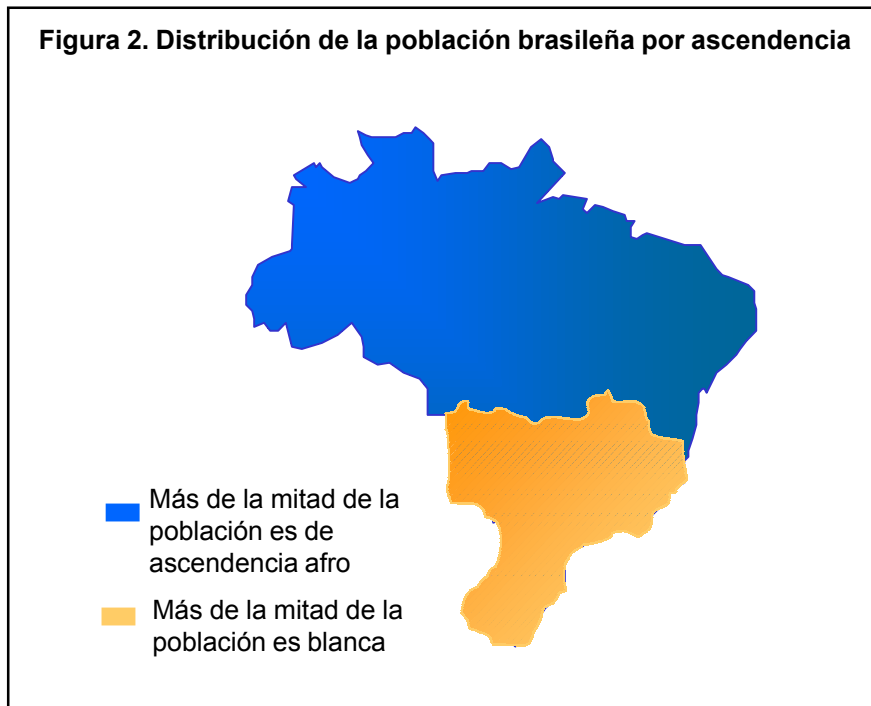 Figura 2. Distribución de la población brasileña por ascendencia
Más de la mitad de la
población es de
ascendencia afro
Más de la mitad de la
población es blanca